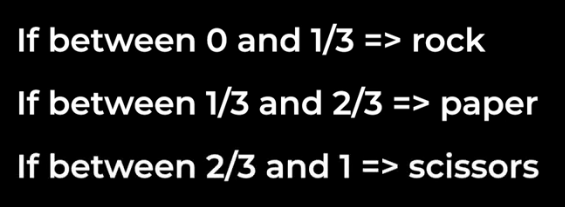 If between 0 and 1/3 => rock
If between 1/3 and 2/3 => paper
If between 2/3 and 1 => scissors